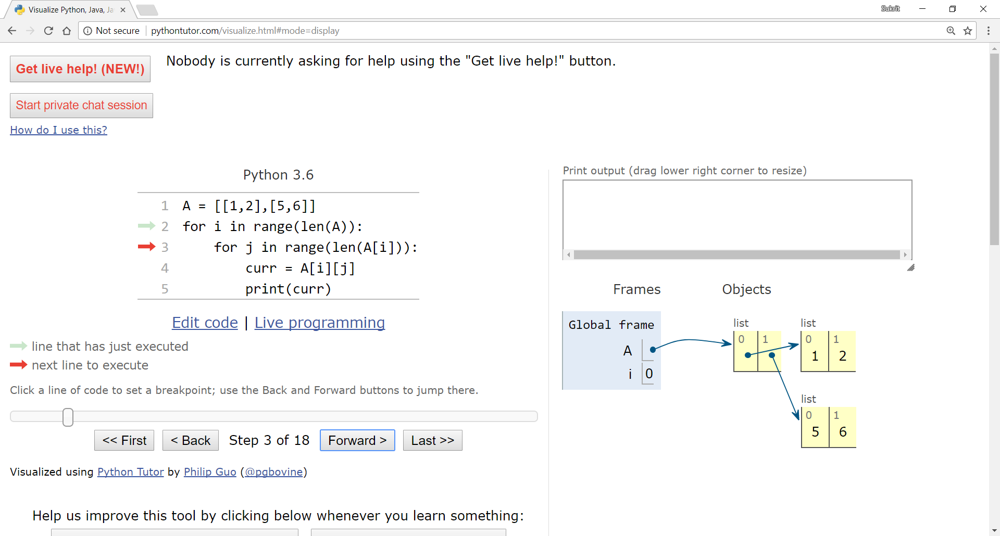 Visualize Python, Java, Ja
Sukrit
Not secure
pythontutor.com/visualize.html#mode=display
Get live help! (NEW!)
Nobody is currently asking for help using the "Get live help!" button.
Start private chat session
How do I use this?
Python 3.6
1 A = [[1,2],[5,6]]
2 for i in range(len(A)):
3 for j in range(len(A[i])):
4 curr = A[i][j]
5 print(curr)
Edit code | Live programming
line that has just executed
next line to execute
Click a line of code to set a breakpoint; use the Back and Forward buttons to jump there.
<< First < Back Step 3 of 18 Forward > Last >>
Visualized using Python Tutor by Philip Guo (@pgbovine)
Help us improve this tool by clicking below whenever you learn something:
Print output (drag lower right corner to resize)
Frames Objects
Global frame
A
i 0
list
0 1
list
0 1
1 2
list
0 1
5 6